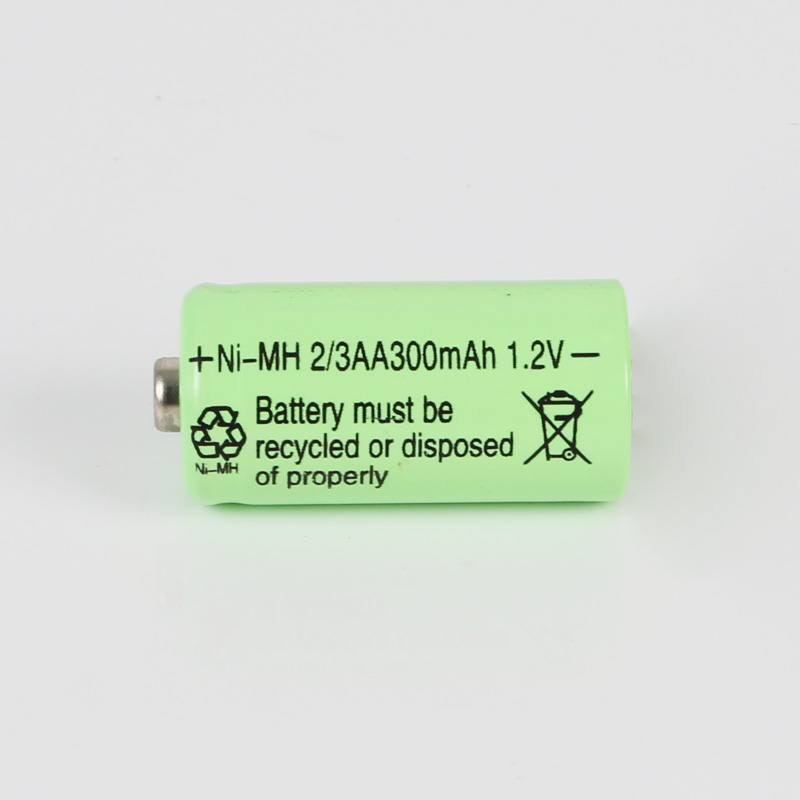 +Ni-MH 2/3AA300mAh 1.2V—
Battery must be
recycled or disposed
of properly
Ni-MH